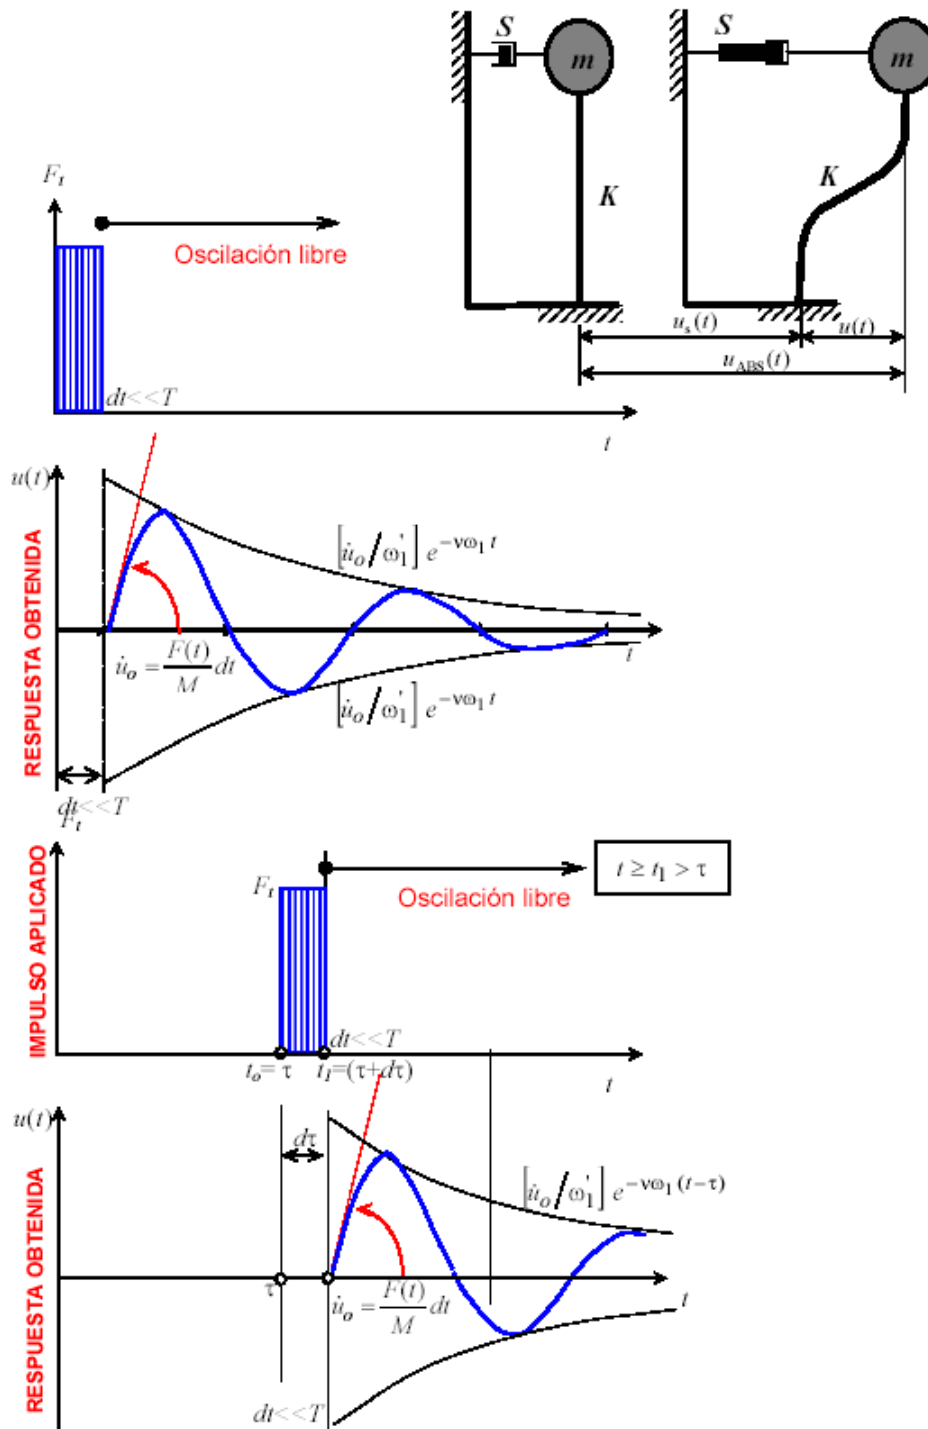 S
m
K
S
m
K
u_s(t)
u(t)
u_ABS(t)
F_t
Oscilación libre
dt<<T
t
RESPUESTA OBTENIDA
u(t)
[u̇_o/ω'_1] e^{-νω_1 t}
u̇_o = F(t)/M dt
t
[u̇_o/ω'_1] e^{-νω_1 t}
dt<<T
F_t
IMPULSO APLICADO
F_t
Oscilación libre
t ≥ t_1 > τ
dt<<T
t_o= τ
t_1=(τ+dτ)
t
RESPUESTA OBTENIDA
u(t)
dτ
[u̇_o/ω'_1] e^{-νω_1 (t-τ)}
τ
u̇_o = F(t)/M dt
t
dt<<T